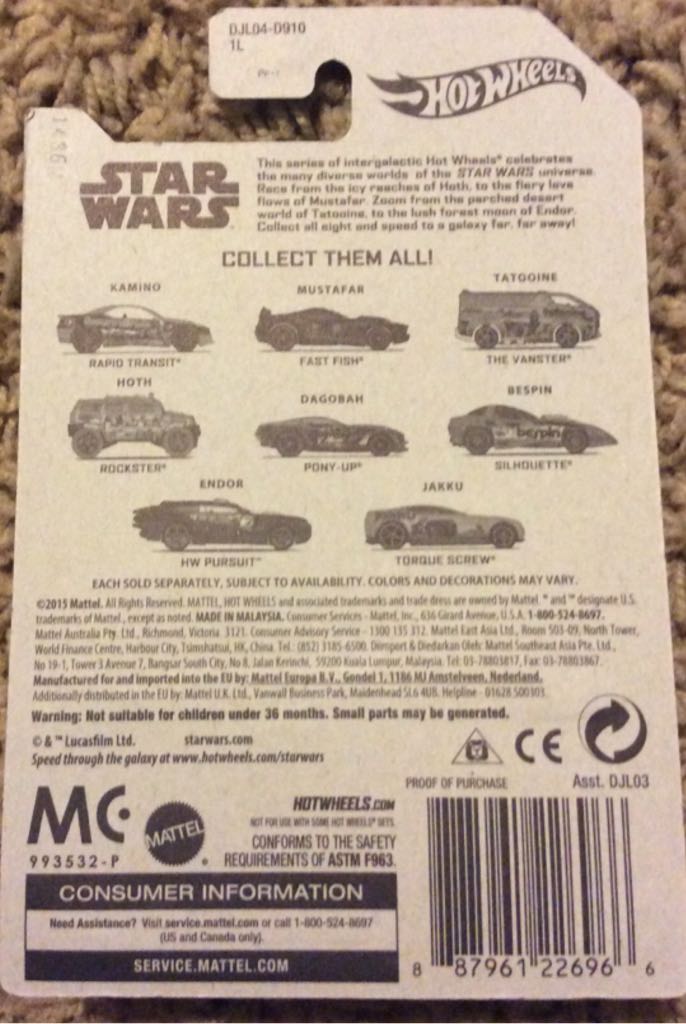 DJL04-D910
1L
HOT WHEELS
1436
STAR WARS
This series of intergalactic Hot Wheels® celebrates
the many diverse worlds of the STAR WARS universe.
Race from the icy reaches of Hoth, to the fiery lava
flows of Mustafar. Zoom from the parched desert
world of Tatooine, to the lush forest moon of Endor.
Collect all eight and speed to a galaxy far, far away!
COLLECT THEM ALL!
KAMINO
MUSTAFAR
TATOOINE
RAPID TRANSIT®
FAST FISH®
THE VANSTER®
HOTH
DAGOBAH
BESPIN
bespin
ROCKSTER®
PONY-UP®
SILHOUETTE®
ENDOR
JAKKU
HW PURSUIT™
TORQUE SCREW®
EACH SOLD SEPARATELY, SUBJECT TO AVAILABILITY. COLORS AND DECORATIONS MAY VARY.
©2015 Mattel. All Rights Reserved. MATTEL, HOT WHEELS and associated trademarks and trade dress are owned by Mattel. ® and ™ designate U.S.
trademarks of Mattel, except as noted. MADE IN MALAYSIA. Consumer Services - Mattel, Inc., 636 Girard Avenue, U.S.A. 1-800-524-8697.
Mattel Australia Pty. Ltd., Richmond, Victoria. 3121. Consumer Advisory Service - 1300 135 312. Mattel East Asia Ltd., Room 503-09, North Tower,
World Finance Centre, Harbour City, Tsimshatsui, HK, China. Tel.: (852) 3185-6500. Diimport & Diedarkan Oleh: Mattel Southeast Asia Pte. Ltd.,
No 19-1, Tower 3 Avenue 7, Bangsar South City, No 8, Jalan Kerinchi, 59200 Kuala Lumpur, Malaysia. Tel: 03-78803817, Fax: 03-78803867.
Manufactured for and imported into the EU by: Mattel Europa B.V., Gondel 1, 1186 MJ Amstelveen, Nederland.
Additionally distributed in the EU by: Mattel U.K. Ltd., Vanwall Business Park, Maidenhead SL6 4UB. Helpline - 01628 500303.
Warning: Not suitable for children under 36 months. Small parts may be generated.
© & ™ Lucasfilm Ltd. starwars.com
Speed through the galaxy at www.hotwheels.com/starwars
CE
PROOF OF PURCHASE
Asst. DJL03
MC
993532-P
MATTEL
HOTWHEELS.COM
NOT FOR USE WITH SOME HOT WHEELS® SETS.
CONFORMS TO THE SAFETY
REQUIREMENTS OF ASTM F963.
CONSUMER INFORMATION
Need Assistance? Visit service.mattel.com or call 1-800-524-8697
(US and Canada only).
SERVICE.MATTEL.COM
8 87961 22696 6